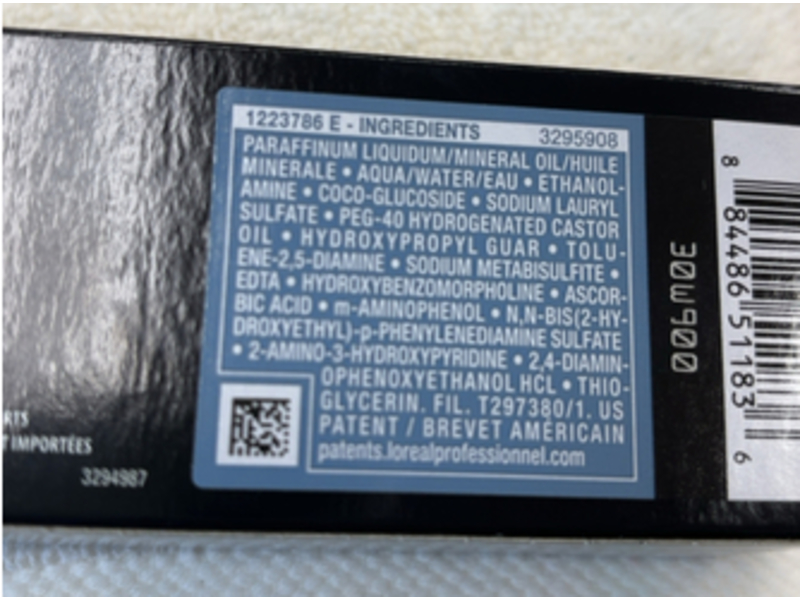 1223786 E - INGREDIENTS 3295908
PARAFFINUM LIQUIDUM/MINERAL OIL/HUILE
MINERALE • AQUA/WATER/EAU • ETHANOL-
AMINE • COCO-GLUCOSIDE • SODIUM LAURYL
SULFATE • PEG-40 HYDROGENATED CASTOR
OIL • HYDROXYPROPYL GUAR • TOLU-
ENE-2,5-DIAMINE • SODIUM METABISULFITE •
EDTA • HYDROXYBENZOMORPHOLINE • ASCOR-
BIC ACID • m-AMINOPHENOL • N,N-BIS(2-HY-
DROXYETHYL)-p-PHENYLENEDIAMINE SULFATE
• 2-AMINO-3-HYDROXYPYRIDINE • 2,4-DIAMIN-
OPHENOXYETHANOL HCL • THIO-
GLYCERIN. FIL. T297380/1. US
PATENT / BREVET AMÉRICAIN
patents.lorealprofessionnel.com
RTS
T IMPORTÉES
3294987
8 84486 51183 6